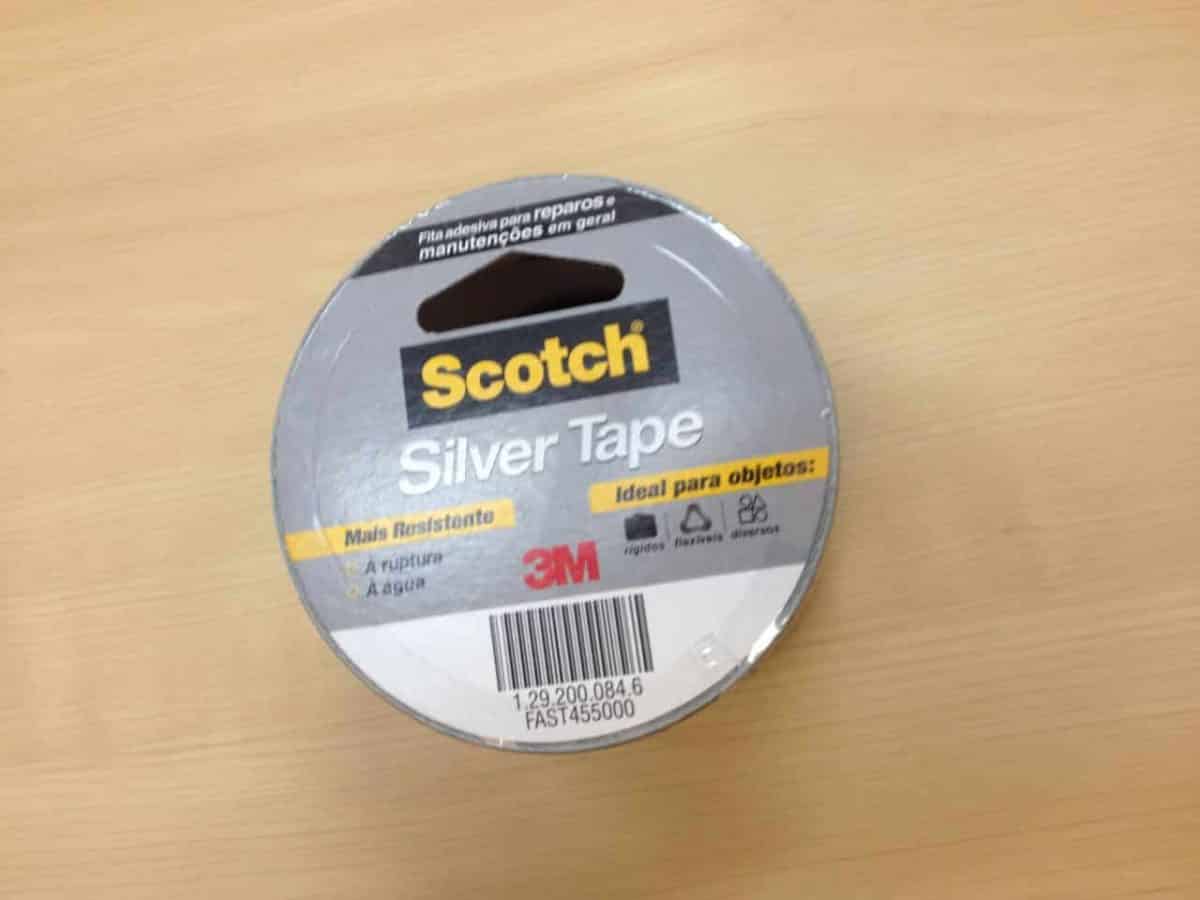 Fita adesiva para reparos e
manutenções em geral
Scotch®
Silver Tape
Mais Resistente
À ruptura
À água
Ideal para objetos:
rígidos
flexíveis
diversos
3M
1.29.200.084.6
FAST455000